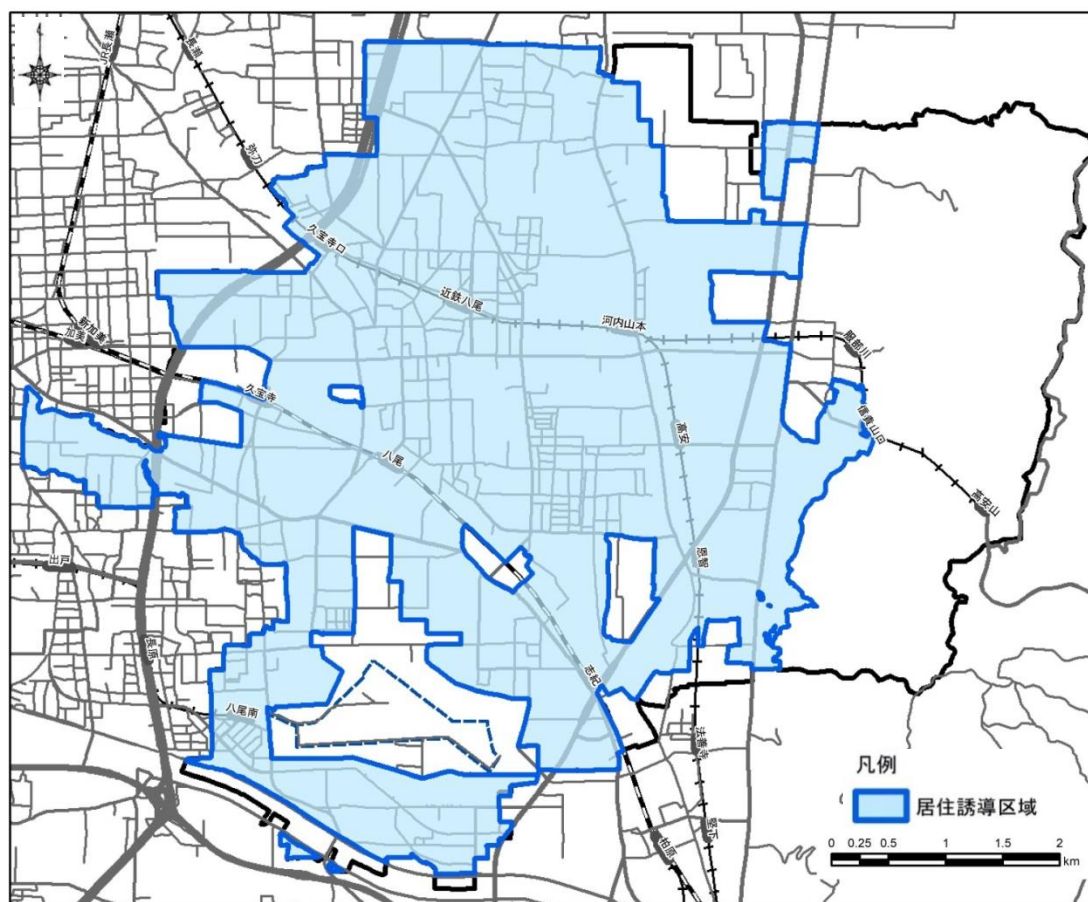 JR長瀬
長瀬
弥刀
久宝寺口
近鉄八尾
河内山本
服部川
新加美
加美
久宝寺
信貴山口
高安
八尾
高安山
恩智
出戸
長原
志紀
八尾南
法善寺
堅下
柏原
凡例
居住誘導区域
0 0.25 0.5 1 1.5 2
km